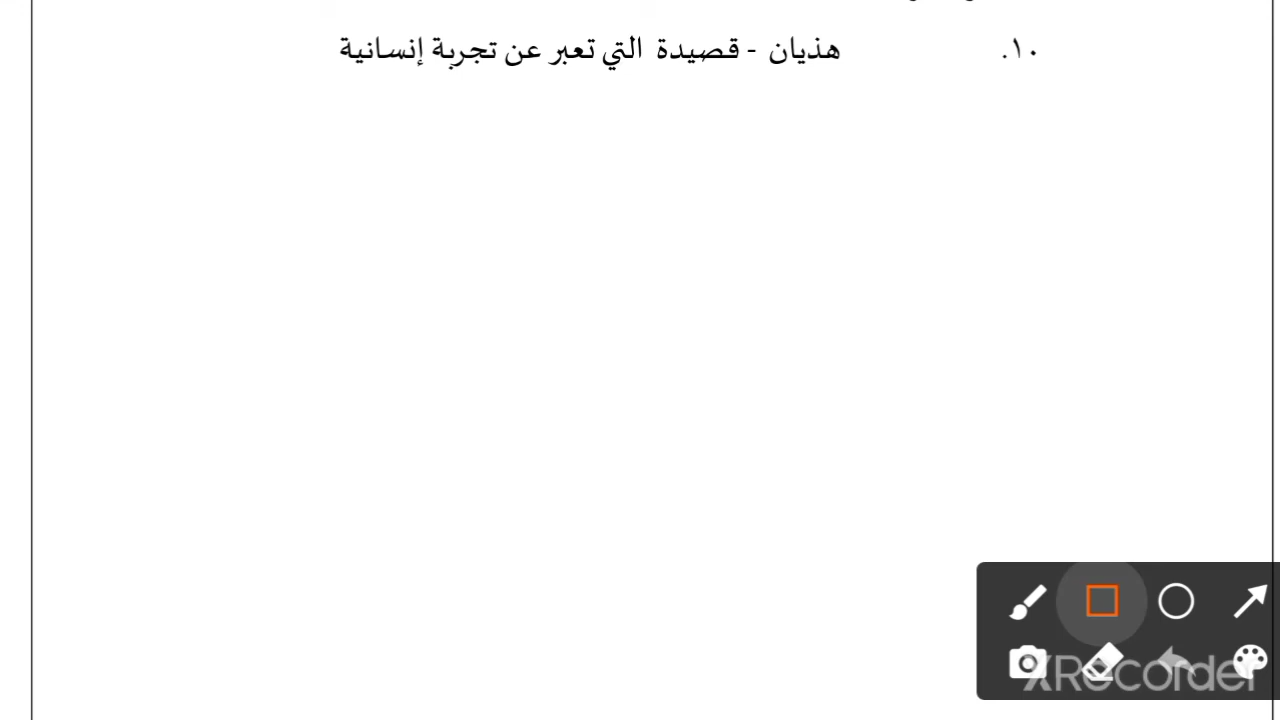 ١٠. هذيان - قصيدة التي تعبر عن تجربة إنسانية
XRecorder